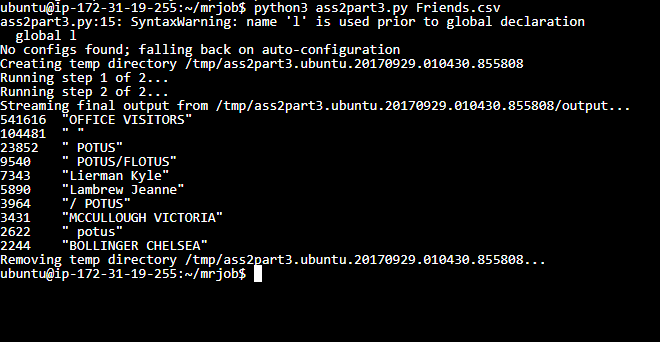 ubuntu@ip-172-31-19-255:~/mrjob$ python3 ass2part3.py Friends.csv
ass2part3.py:15: SyntaxWarning: name 'l' is used prior to global declaration
  global l
No configs found; falling back on auto-configuration
Creating temp directory /tmp/ass2part3.ubuntu.20170929.010430.855808
Running step 1 of 2...
Running step 2 of 2...
Streaming final output from /tmp/ass2part3.ubuntu.20170929.010430.855808/output...
541616  "OFFICE VISITORS"
104481  " "
23852   " POTUS"
9540    " POTUS/FLOTUS"
7343    "Lierman Kyle"
5890    "Lambrew Jeanne"
3964    "/ POTUS"
3431    "MCCULLOUGH VICTORIA"
2622    " potus"
2244    "BOLLINGER CHELSEA"
Removing temp directory /tmp/ass2part3.ubuntu.20170929.010430.855808...
ubuntu@ip-172-31-19-255:~/mrjob$